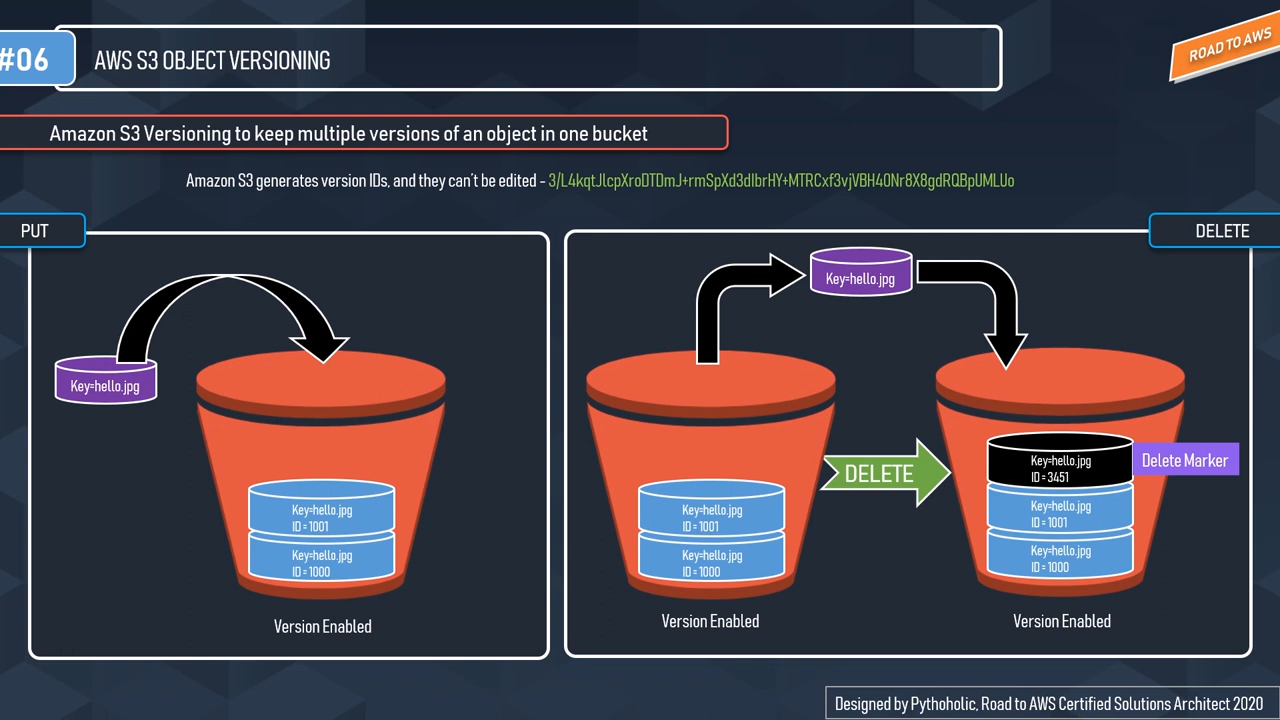 #06
AWS S3 OBJECT VERSIONING
ROAD TO AWS
Amazon S3 Versioning to keep multiple versions of an object in one bucket
Amazon S3 generates version IDs, and they can't be edited - 3/L4kqtJlcpXroDTDmJ+rmSpXd3dIbrHY+MTRCxf3vjVBH40Nr8X8gdRQBpUMLUo
PUT
Key=hello.jpg
Key=hello.jpg
ID = 1001
Key=hello.jpg
ID = 1000
Version Enabled
DELETE
Key=hello.jpg
Key=hello.jpg
ID = 1001
Key=hello.jpg
ID = 1000
Version Enabled
DELETE
Key=hello.jpg
ID = 3451
Delete Marker
Key=hello.jpg
ID = 1001
Key=hello.jpg
ID = 1000
Version Enabled
Designed by Pythoholic, Road to AWS Certified Solutions Architect 2020